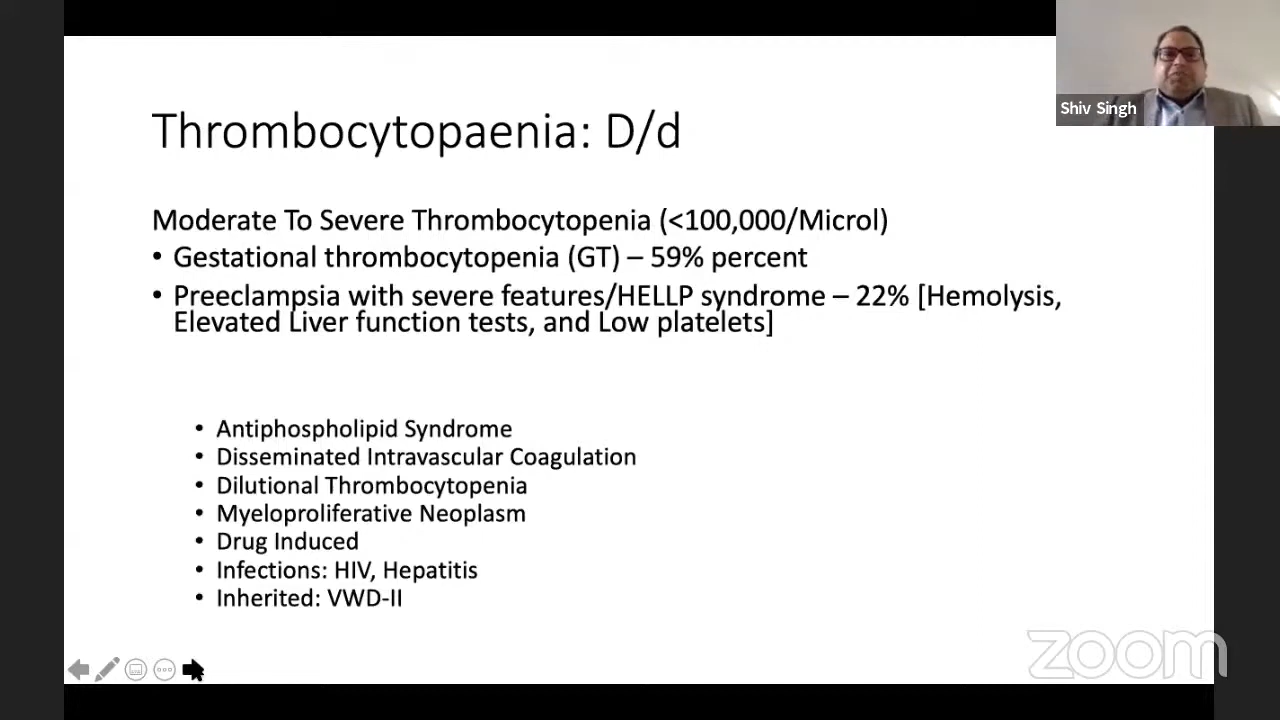 Shiv Singh
Thrombocytopaenia: D/d
Moderate To Severe Thrombocytopenia (<100,000/Microl)
• Gestational thrombocytopenia (GT) – 59% percent
• Preeclampsia with severe features/HELLP syndrome – 22% [Hemolysis,
Elevated Liver function tests, and Low platelets]
• Antiphospholipid Syndrome
• Disseminated Intravascular Coagulation
• Dilutional Thrombocytopenia
• Myeloproliferative Neoplasm
• Drug Induced
• Infections: HIV, Hepatitis
• Inherited: VWD-II
zoom